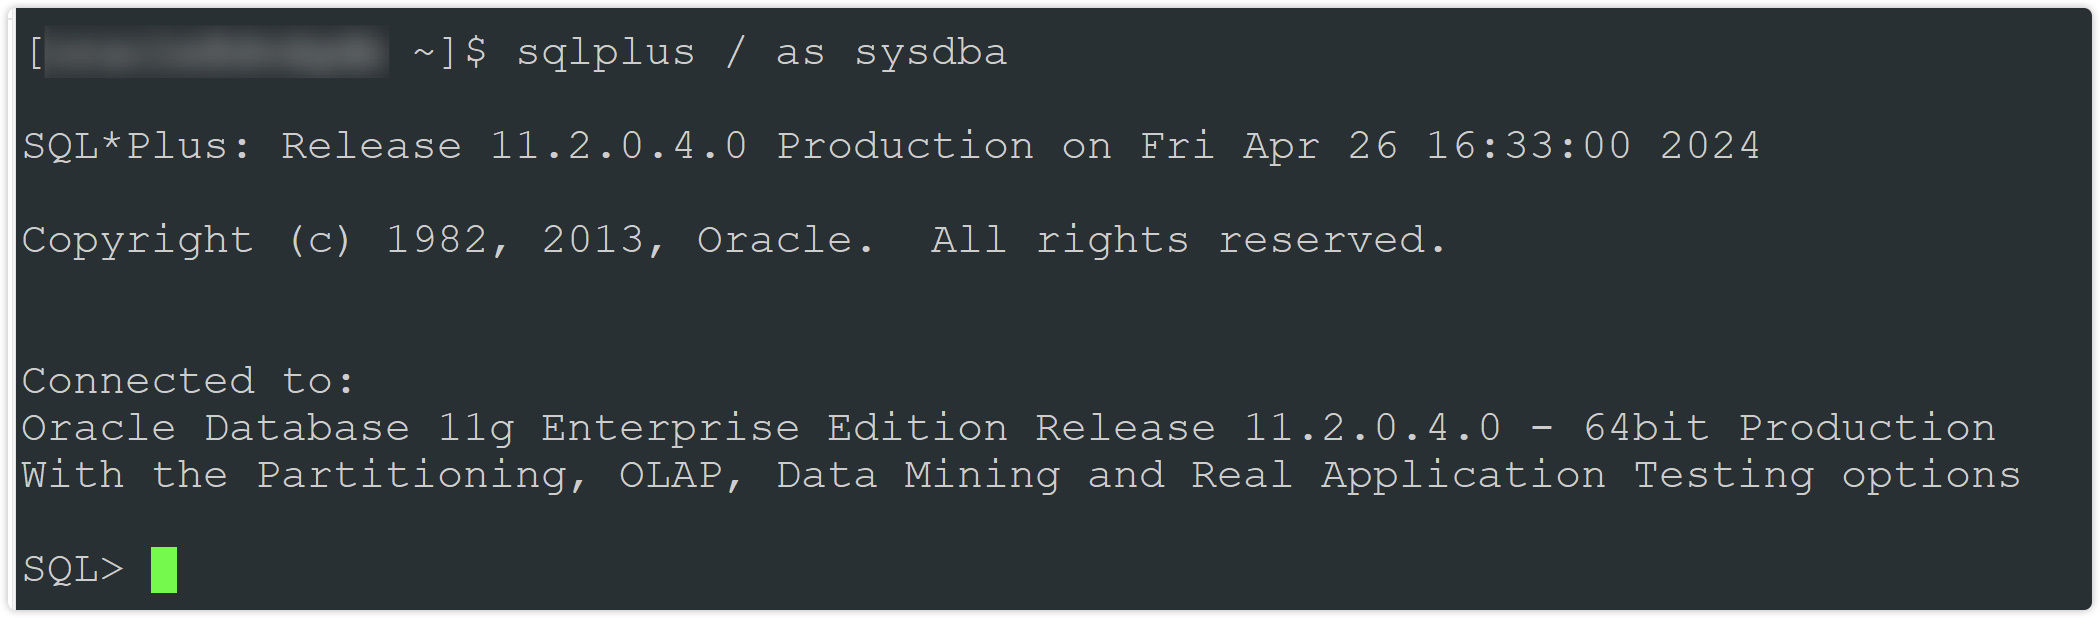 [ ~]$ sqlplus / as sysdba
SQL*Plus: Release 11.2.0.4.0 Production on Fri Apr 26 16:33:00 2024
Copyright (c) 1982, 2013, Oracle.  All rights reserved.
Connected to:
Oracle Database 11g Enterprise Edition Release 11.2.0.4.0 - 64bit Production
With the Partitioning, OLAP, Data Mining and Real Application Testing options
SQL>